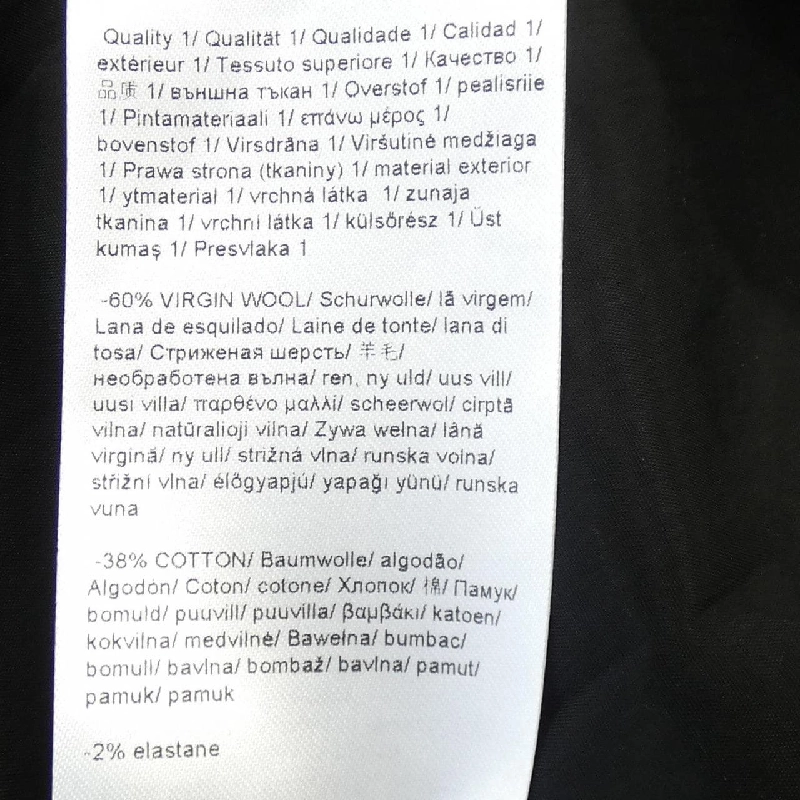 Quality 1/ Qualität 1/ Qualidade 1/ Calidad 1/
extérieur 1/ Tessuto superiore 1/ Качество 1/
品质 1/ външна тъкан 1/ Overstof 1/ pealisriie
1/ Pintamateriaali 1/ επάνω μέρος 1/
bovenstof 1/ Virsdrāna 1/ Viršutinė medžiaga
1/ Prawa strona (tkaniny) 1/ material exterior
1/ ytmaterial 1/ vrchná látka 1/ zunaja
tkanina 1/ vrchní látka 1/ külsőrész 1/ Üst
kumaş 1/ Presvlaka 1
-60% VIRGIN WOOL/ Schurwolle/ lã virgem/
Lana de esquilado/ Laine de tonte/ lana di
tosa/ Стриженая шерсть/ 羊毛/
необработена вълна/ ren, ny uld/ uus vill/
uusi villa/ παρθένο μαλλί/ scheerwol/ cirptā
vilna/ natūralioji vilna/ Zywa wełna/ lână
virgină/ ny ull/ strižná vlna/ runska volna/
střižní vlna/ élőgyapjú/ yapağı yünü/ runska
vuna
-38% COTTON/ Baumwolle/ algodão/
Algodón/ Coton/ cotone/ Хлопок/ 棉/ Памук/
bomuld/ puuvill/ puuvilla/ βαμβάκι/ katoen/
kokvilna/ medvilnė/ Bawełna/ bumbac/
bomull/ bavlna/ bombaž/ bavlna/ pamut/
pamuk/ pamuk
-2% elastane